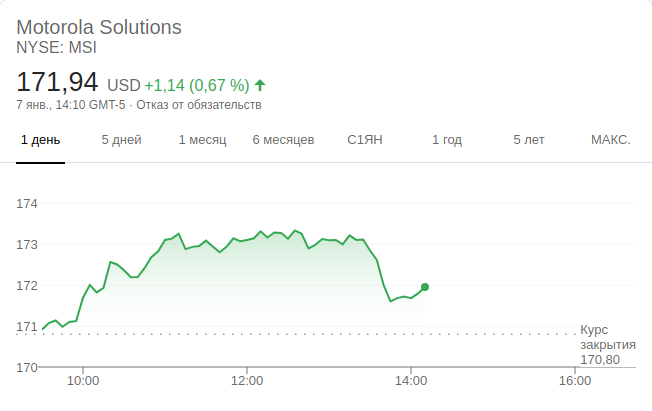 Motorola Solutions
NYSE: MSI
171,94 USD +1,14 (0,67 %)
7 янв., 14:10 GMT-5 · Отказ от обязательств
1 день 5 дней 1 месяц 6 месяцев С1ЯН 1 год 5 лет МАКС.
174
173
172
171
Курс
закрытия
170,80
170
10:00 12:00 14:00 16:00